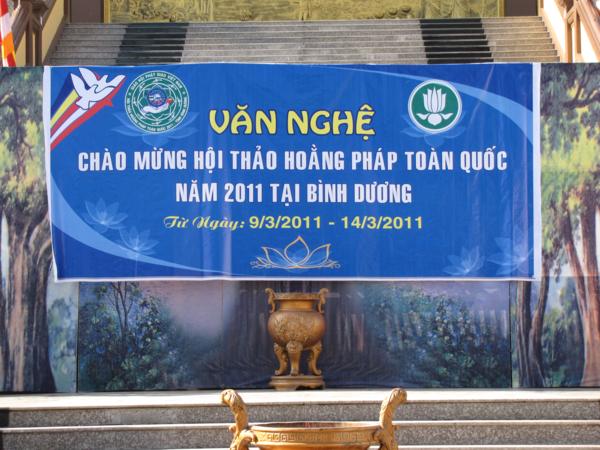 VĂN NGHỆ
CHÀO MỪNG HỘI THẢO HOẰNG PHÁP TOÀN QUỐC
NĂM 2011 TẠI BÌNH DƯƠNG
Từ Ngày: 9/3/2011 - 14/3/2011